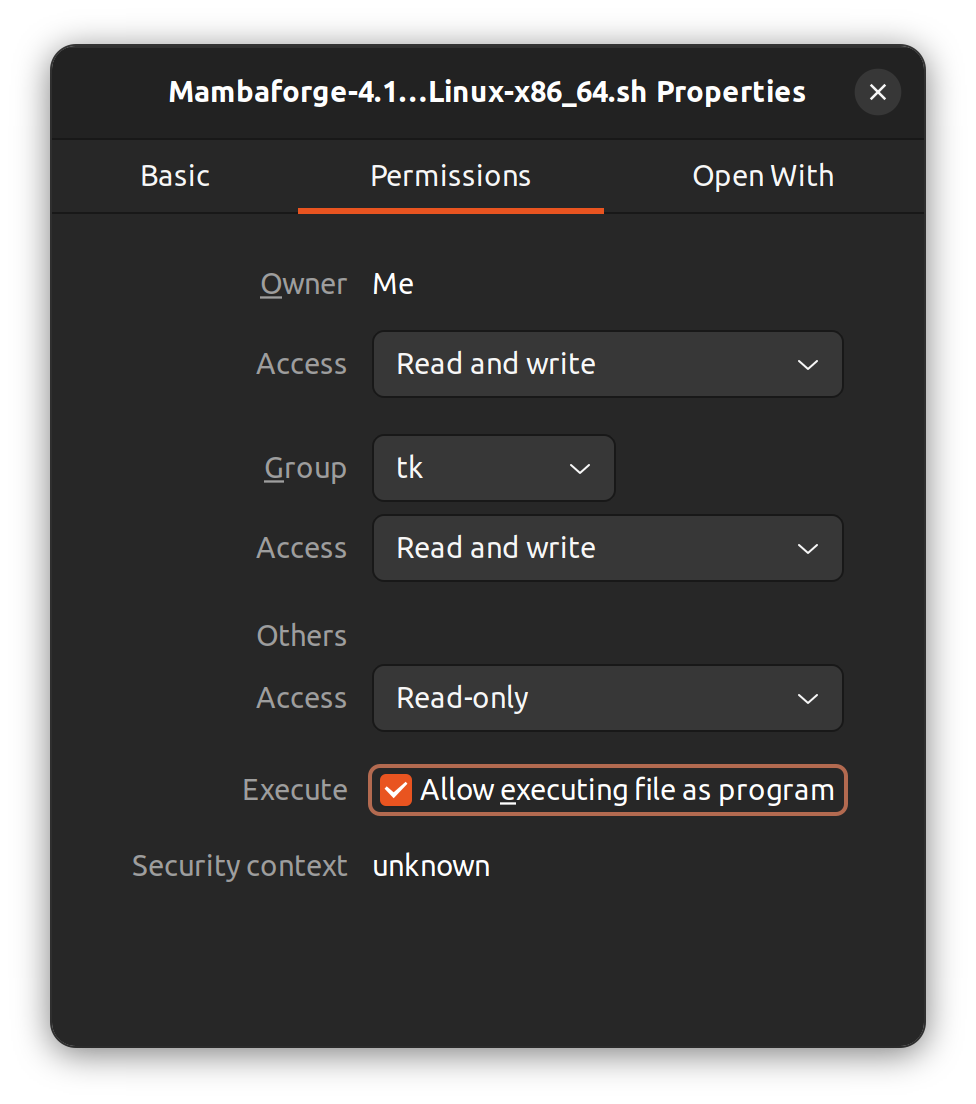 Mambaforge-4.1...Linux-x86_64.sh Properties
Basic Permissions Open With
Owner Me
Access Read and write
Group tk
Access Read and write
Others
Access Read-only
Execute Allow executing file as program
Security context unknown